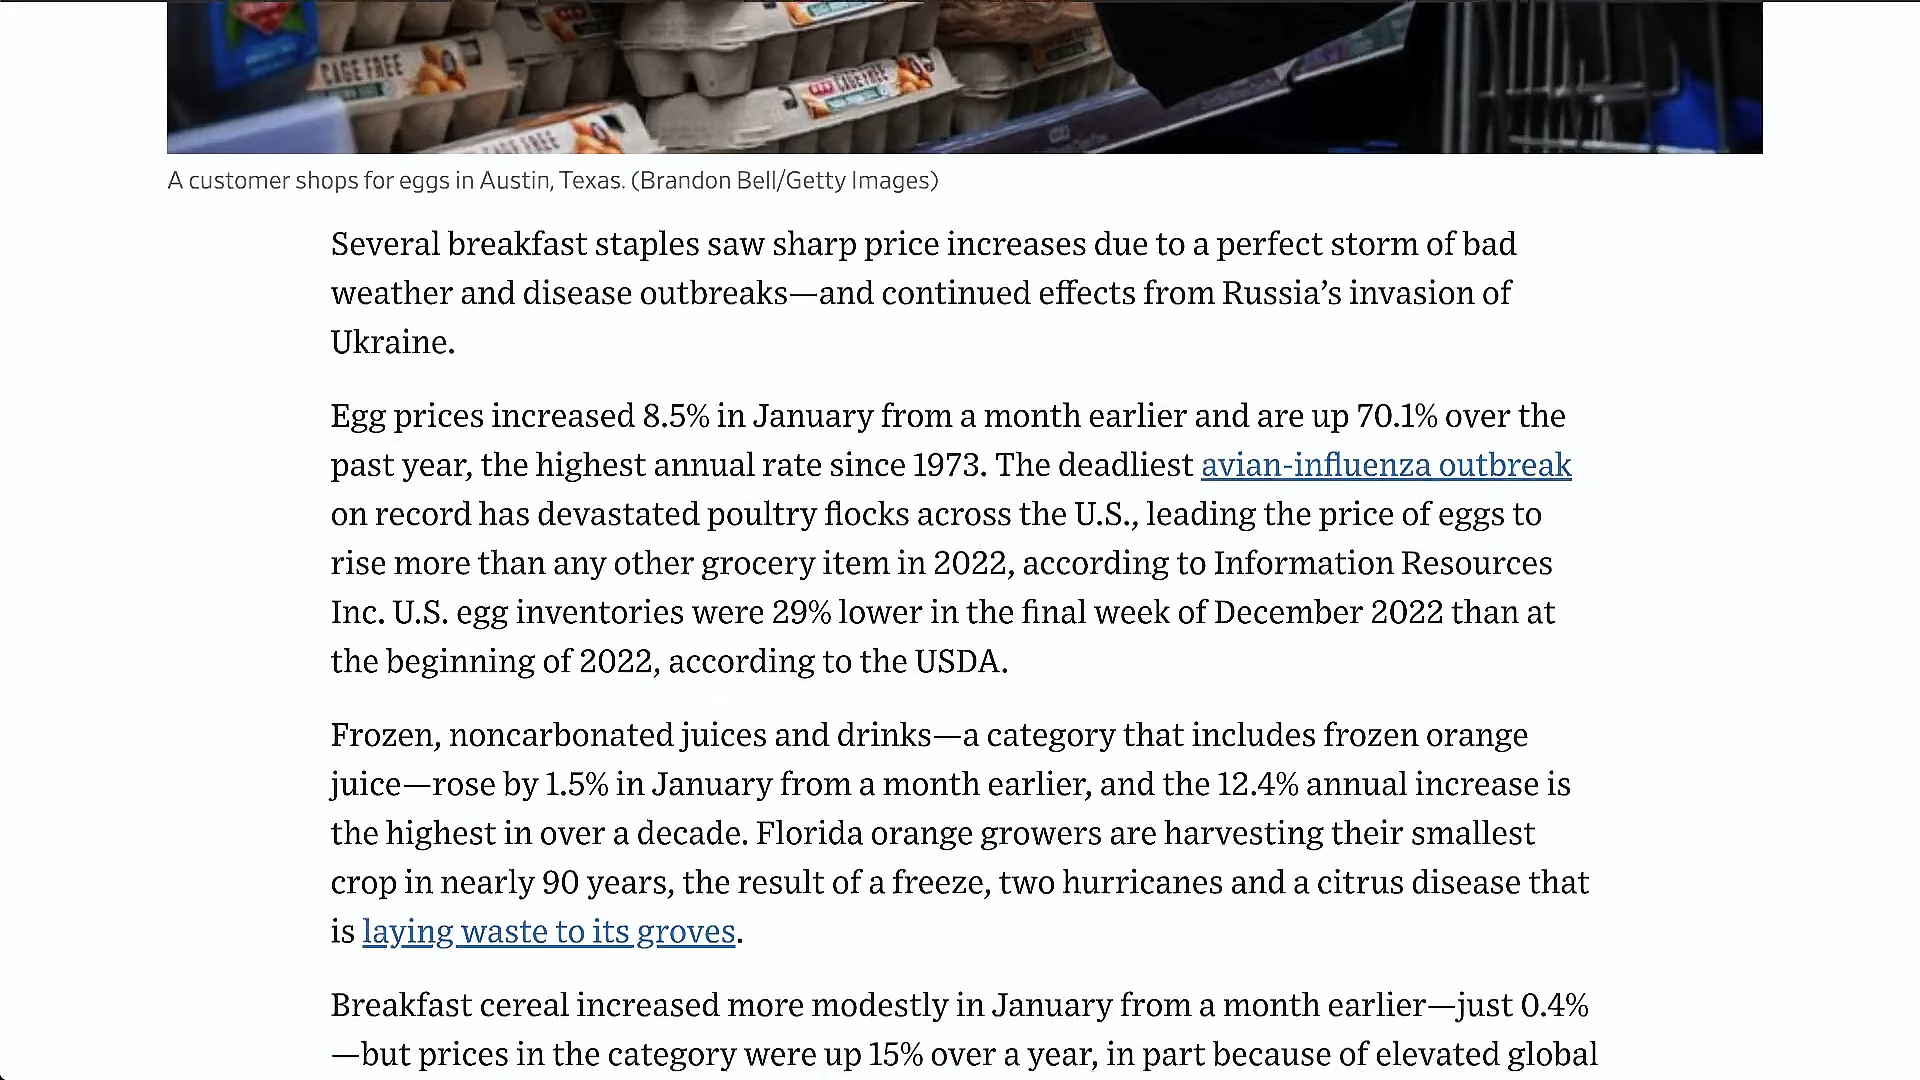 CAGE FREE
CAGE FREE
CAGE FREE
A customer shops for eggs in Austin, Texas. (Brandon Bell/Getty Images)
Several breakfast staples saw sharp price increases due to a perfect storm of bad
weather and disease outbreaks—and continued effects from Russia’s invasion of
Ukraine.
Egg prices increased 8.5% in January from a month earlier and are up 70.1% over the
past year, the highest annual rate since 1973. The deadliest avian-influenza outbreak
on record has devastated poultry flocks across the U.S., leading the price of eggs to
rise more than any other grocery item in 2022, according to Information Resources
Inc. U.S. egg inventories were 29% lower in the final week of December 2022 than at
the beginning of 2022, according to the USDA.
Frozen, noncarbonated juices and drinks—a category that includes frozen orange
juice—rose by 1.5% in January from a month earlier, and the 12.4% annual increase is
the highest in over a decade. Florida orange growers are harvesting their smallest
crop in nearly 90 years, the result of a freeze, two hurricanes and a citrus disease that
is laying waste to its groves.
Breakfast cereal increased more modestly in January from a month earlier—just 0.4%
—but prices in the category were up 15% over a year, in part because of elevated global